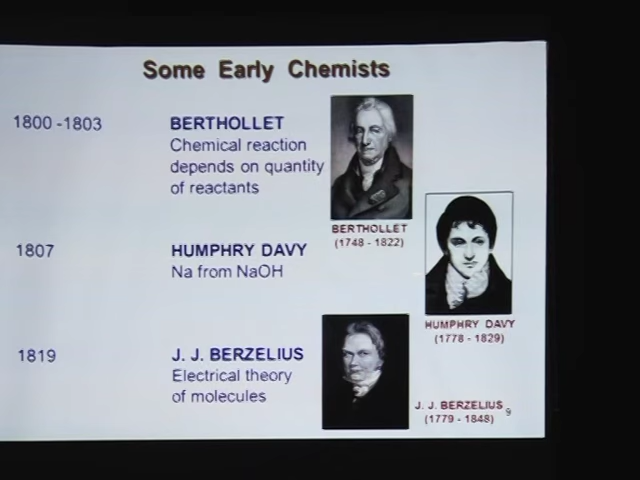 Some Early Chemists
1800 - 1803
BERTHOLLET
Chemical reaction
depends on quantity
of reactants
BERTHOLLET
(1748 - 1822)
1807
HUMPHRY DAVY
Na from NaOH
HUMPHRY DAVY
(1778 - 1829)
1819
J. J. BERZELIUS
Electrical theory
of molecules
J. J. BERZELIUS
(1779 - 1848)
9